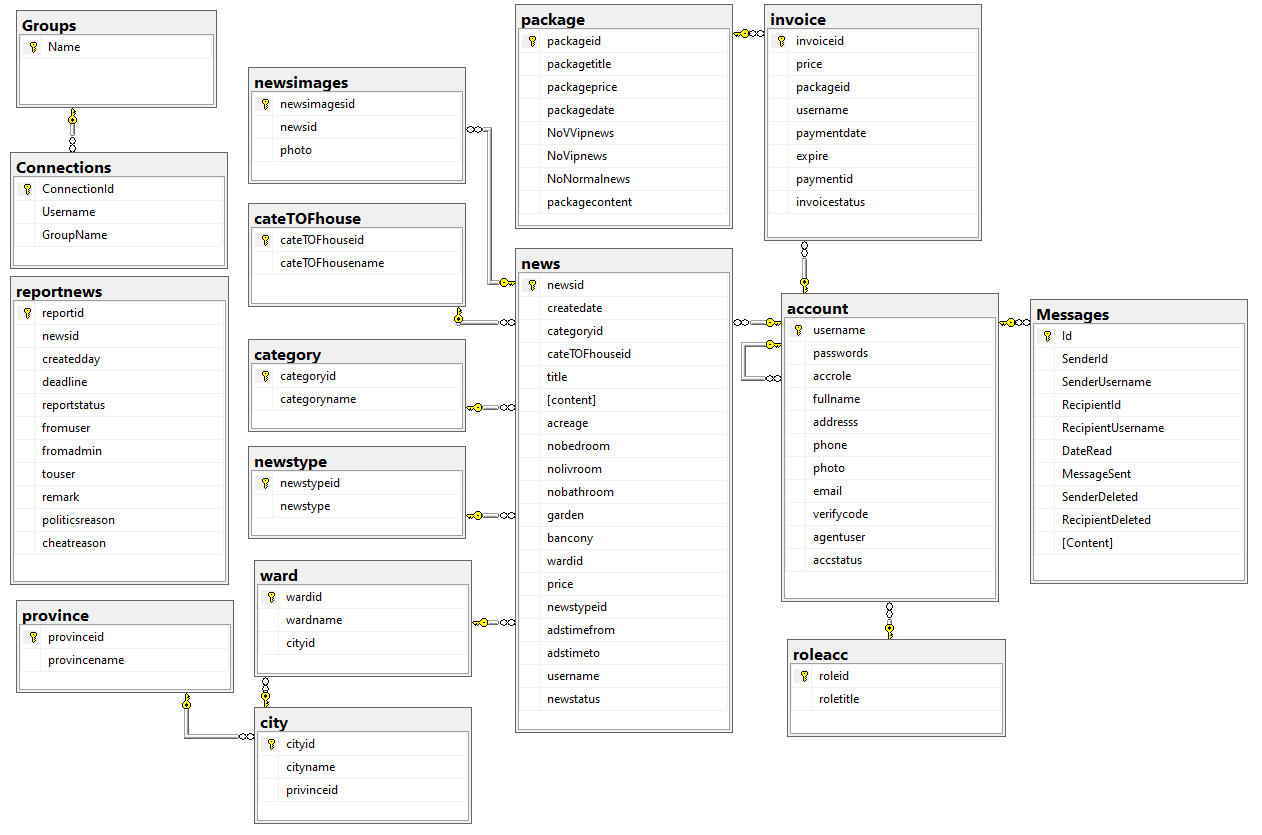 Groups
Name
Connections
ConnectionId
Username
GroupName
reportnews
reportid
newsid
createdday
deadline
reportstatus
fromuser
fromadmin
touser
remark
politicsreason
cheatreason
province
provinceid
provincename
newsimages
newsimagesid
newsid
photo
cateTOFhouse
cateTOFhouseid
cateTOFhousename
category
categoryid
categoryname
newstype
newstypeid
newstype
ward
wardid
wardname
cityid
city
cityid
cityname
privinceid
package
packageid
packagetitle
packageprice
packagedate
NoVVipnews
NoVipnews
NoNormalnews
packagecontent
news
newsid
createdate
categoryid
cateTOFhouseid
title
[content]
acreage
nobedroom
nolivroom
nobathroom
garden
bancony
wardid
price
newstypeid
adstimefrom
adstimeto
username
newstatus
invoice
invoiceid
price
packageid
username
paymentdate
expire
paymentid
invoicestatus
account
username
passwords
accrole
fullname
addresss
phone
photo
email
verifycode
agentuser
accstatus
roleacc
roleid
roletitle
Messages
Id
SenderId
SenderUsername
RecipientId
RecipientUsername
DateRead
MessageSent
SenderDeleted
RecipientDeleted
[Content]